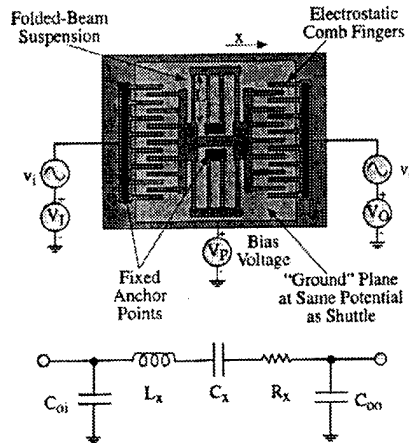 Folded-Beam
Suspension
x
Electrostatic
Comb Fingers
L
vi
VI
VP
Bias
Voltage
vi
VO
Fixed
Anchor
Points
"Ground" Plane
at Same Potential
as Shuttle
Coi
Lx
Cx
Rx
Coo